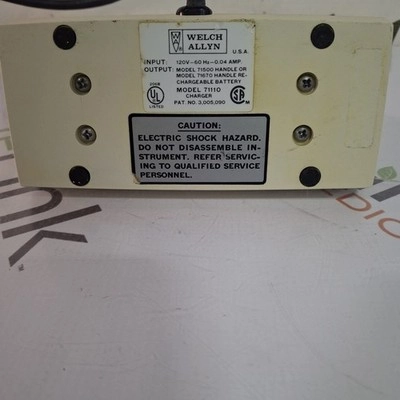 WELCH
ALLYN
U.S.A.
INPUT: 120V-60 Hz-0.04 AMP.
OUTPUT: MODEL 71500 HANDLE OR
MODEL 71670 HANDLE RE-
CHARGEABLE BATTERY
MODEL 71110
CHARGER
PAT. NO. 3,005,090
UL
LISTED
CAUTION:
ELECTRIC SHOCK HAZARD.
DO NOT DISASSEMBLE IN-
STRUMENT. REFER SERVIC-
ING TO QUALIFIED SERVICE
PERSONNEL.